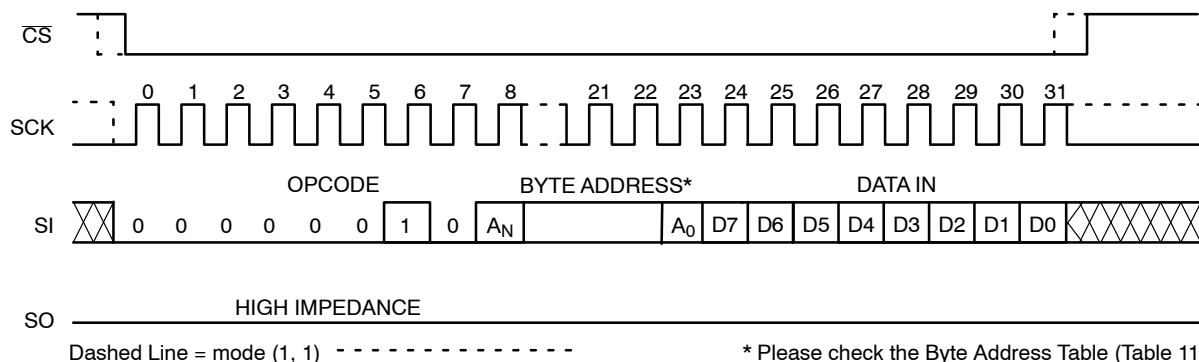 CS
0 1 2 3 4 5 6 7 8 21 22 23 24 25 26 27 28 29 30 31
SCK
OPCODE BYTE ADDRESS* DATA IN
SI 0 0 0 0 0 0 1 0 AN A0 D7 D6 D5 D4 D3 D2 D1 D0
HIGH IMPEDANCE
SO
Dashed Line = mode (1, 1) * Please check the Byte Address Table (Table 11